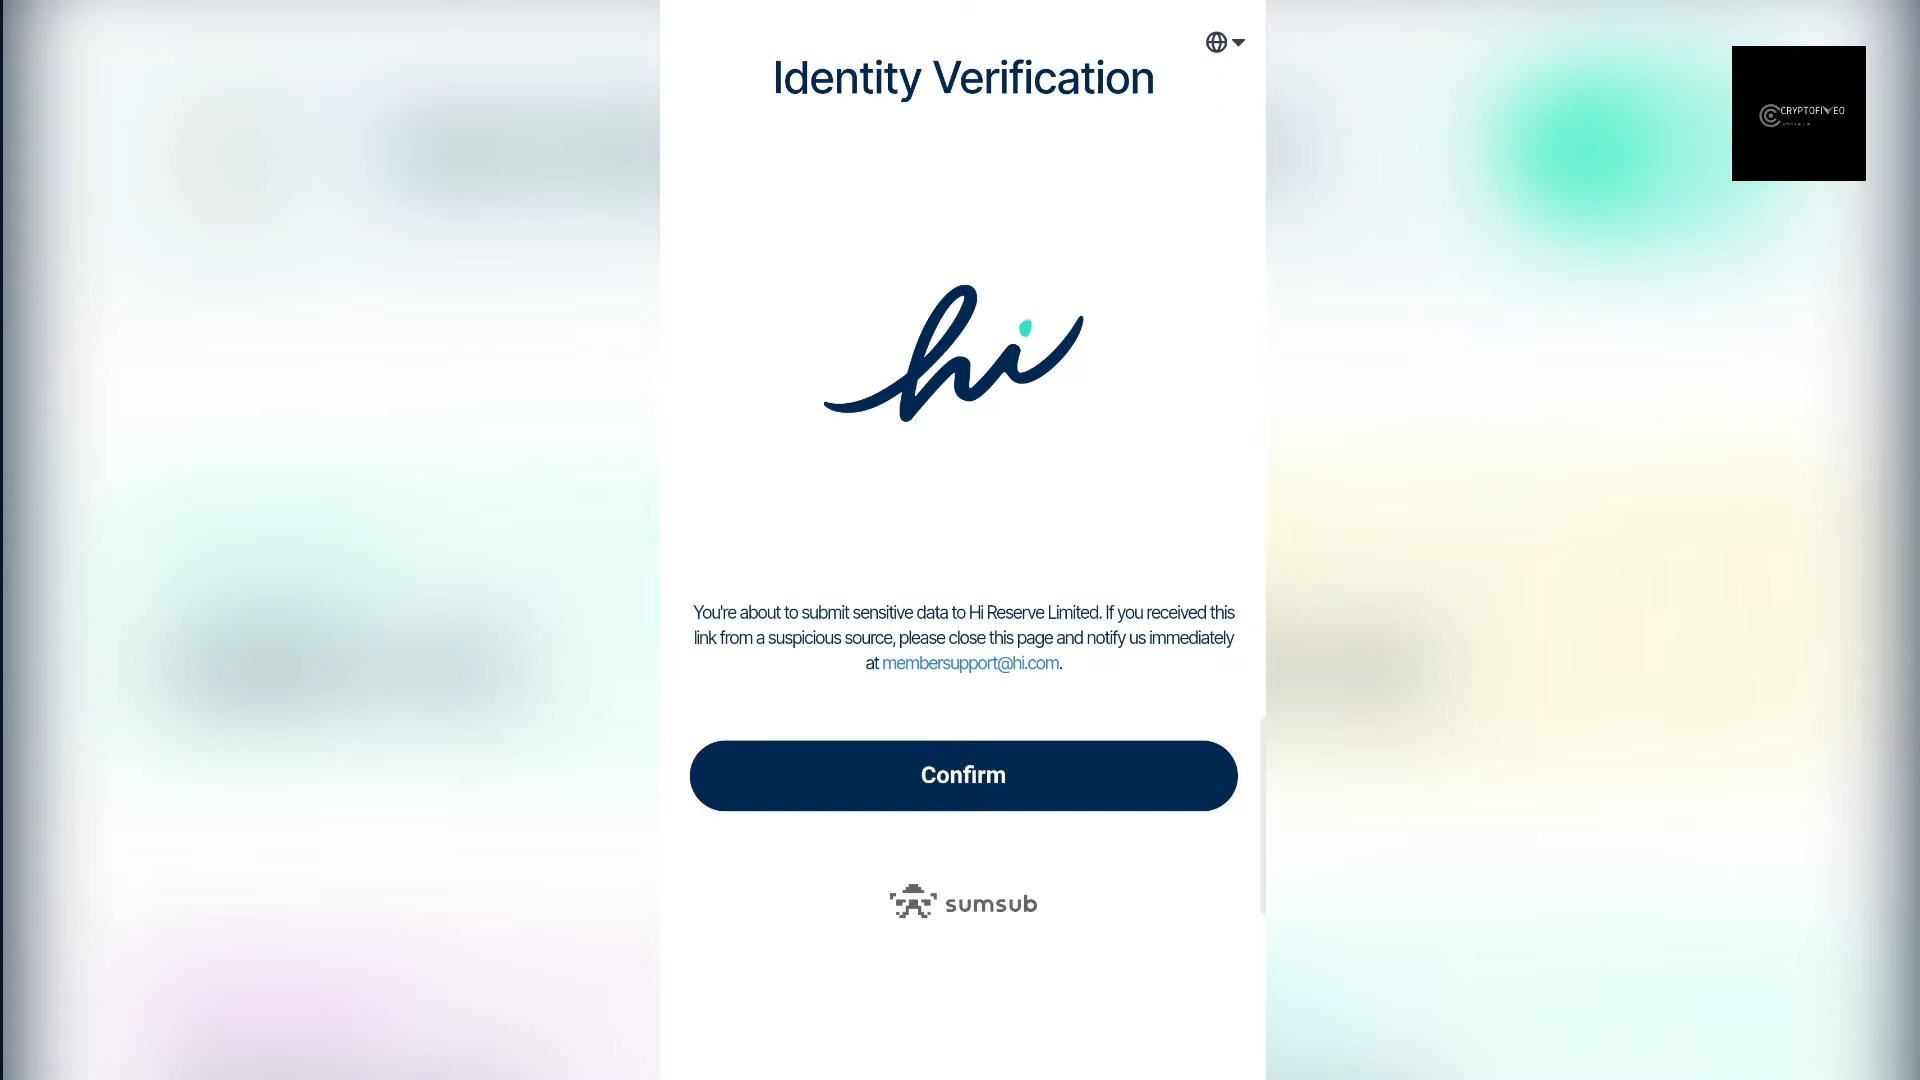 Identity Verification
hi
You're about to submit sensitive data to Hi Reserve Limited. If you received this
link from a suspicious source, please close this page and notify us immediately
at membersupport@hi.com.
Confirm
sumsub